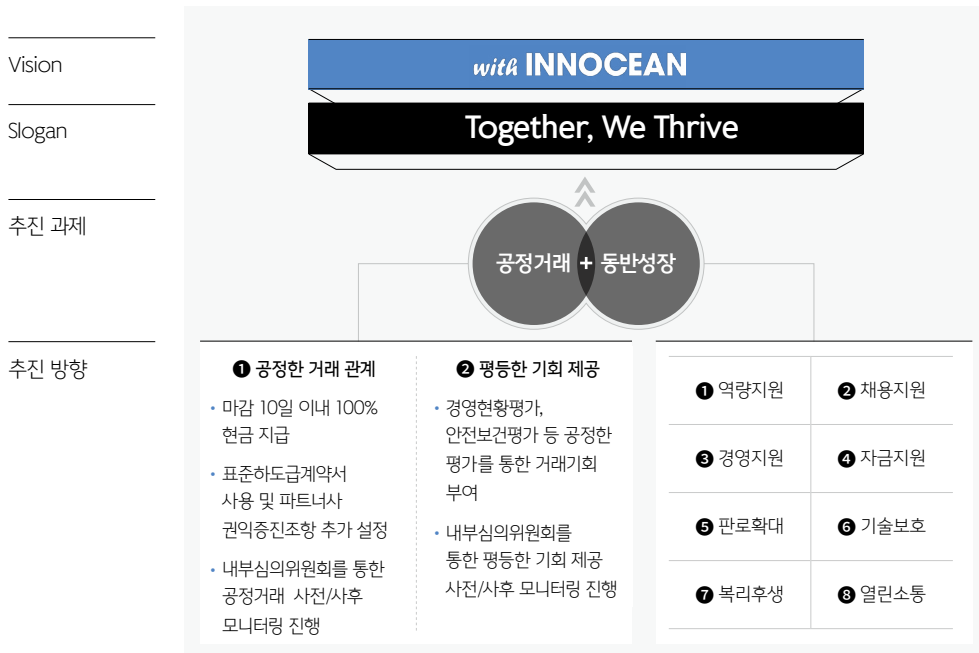 Vision
with INNOCEAN
Slogan
Together, We Thrive
추진 과제
공정거래 + 동반성장
추진 방향
❶ 공정한 거래 관계
• 마감 10일 이내 100%
현금 지급
• 표준하도급계약서
사용 및 파트너사
권익증진조항 추가 설정
• 내부심의위원회를 통한
공정거래 사전/사후
모니터링 진행
❷ 평등한 기회 제공
• 경영현황평가,
안전보건평가 등 공정한
평가를 통한 거래기회
부여
• 내부심의위원회를
통한 평등한 기회 제공
사전/사후 모니터링 진행
❶ 역량지원
❷ 채용지원
❸ 경영지원
❹ 자금지원
❺ 판로확대
❻ 기술보호
❼ 복리후생
❽ 열린소통